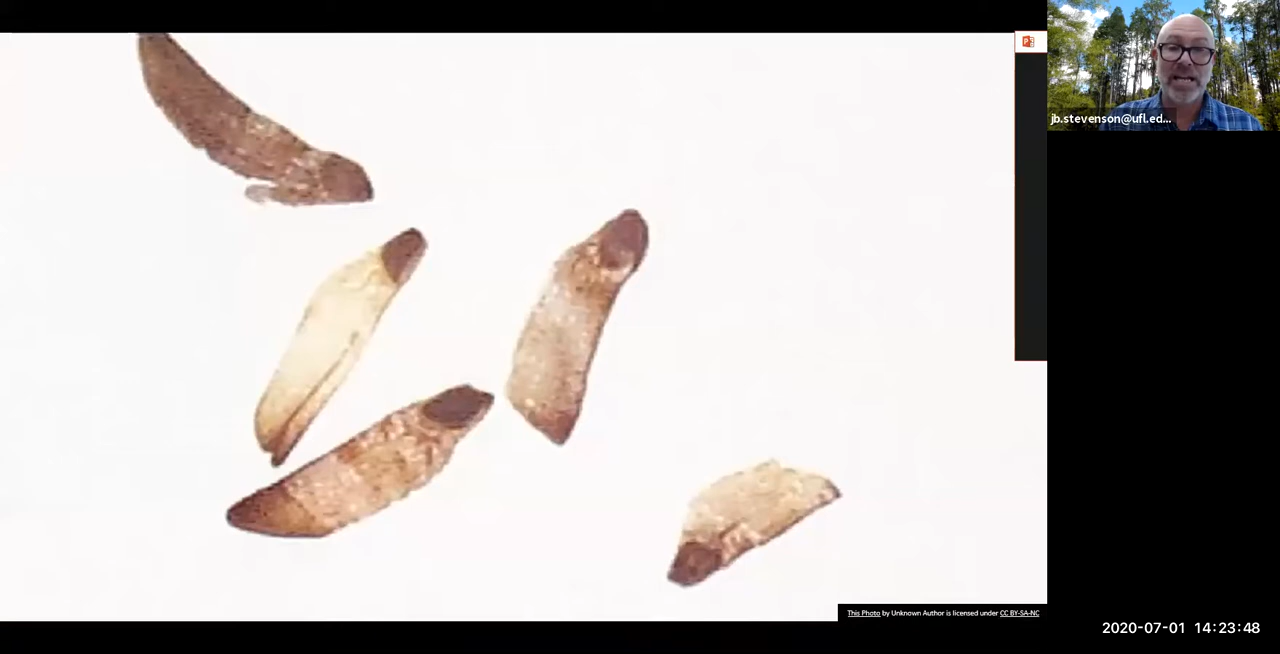 jb.stevenson@ufl.ed...
This Photo by Unknown Author is licensed under CC BY-SA-NC
2020-07-01 14:23:48